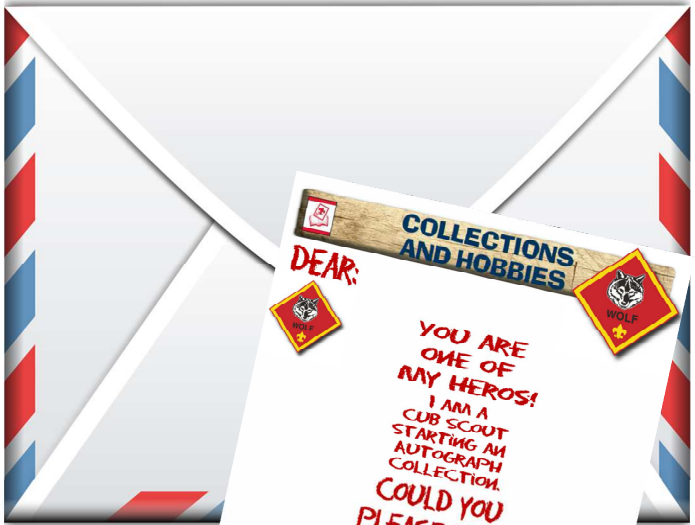 COLLECTIONS
AND HOBBIES
DEAR:
WOLF
WOLF
YOU ARE
ONE OF
MY HEROS!
I AM A
CUB SCOUT
STARTING AN
AUTOGRAPH
COLLECTION.
COULD YOU
PLEASE